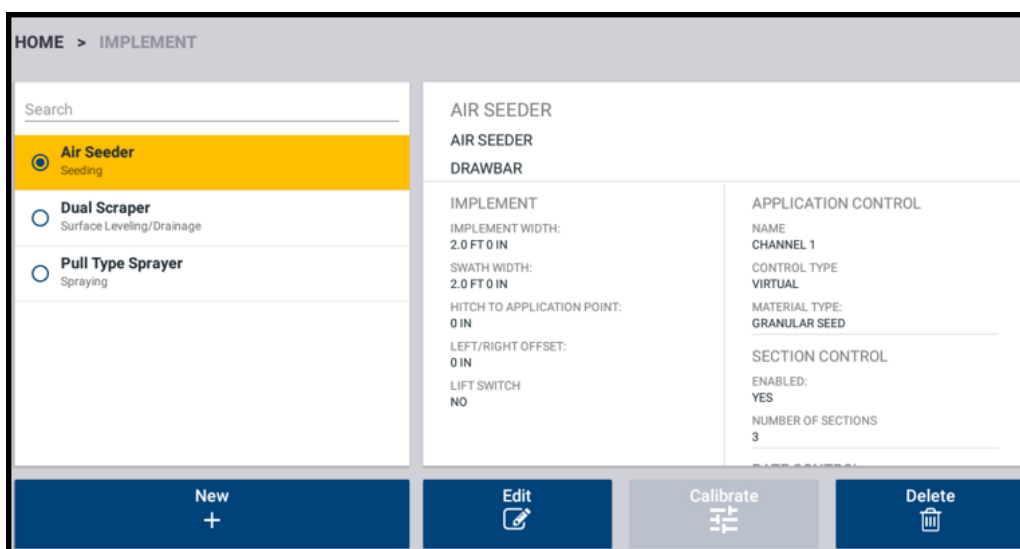 HOME > IMPLEMENT
Search
Air Seeder
Seeding
Dual Scraper
Surface Leveling/Drainage
Pull Type Sprayer
Spraying
AIR SEEDER
AIR SEEDER
DRAWBAR
IMPLEMENT
IMPLEMENT WIDTH:
2.0 FT 0 IN
SWATH WIDTH:
2.0 FT 0 IN
HITCH TO APPLICATION POINT:
0 IN
LEFT/RIGHT OFFSET:
0 IN
LIFT SWITCH
NO
APPLICATION CONTROL
NAME
CHANNEL 1
CONTROL TYPE
VIRTUAL
MATERIAL TYPE:
GRANULAR SEED
SECTION CONTROL
ENABLED:
YES
NUMBER OF SECTIONS
3
New
Edit
Calibrate
Delete